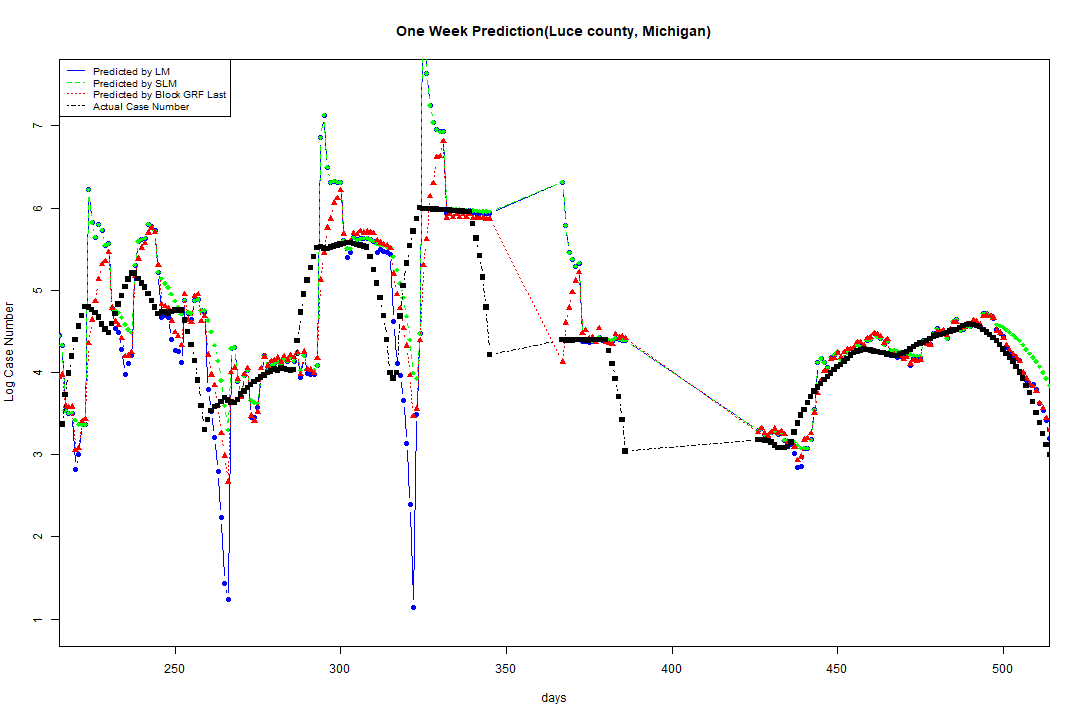 One Week Prediction(Luce county, Michigan)
Predicted by LM
Predicted by SLM
Predicted by Block GRF Last
Actual Case Number
7
6
5
4
3
2
1
Log Case Number
250 300 350 400 450 500
days